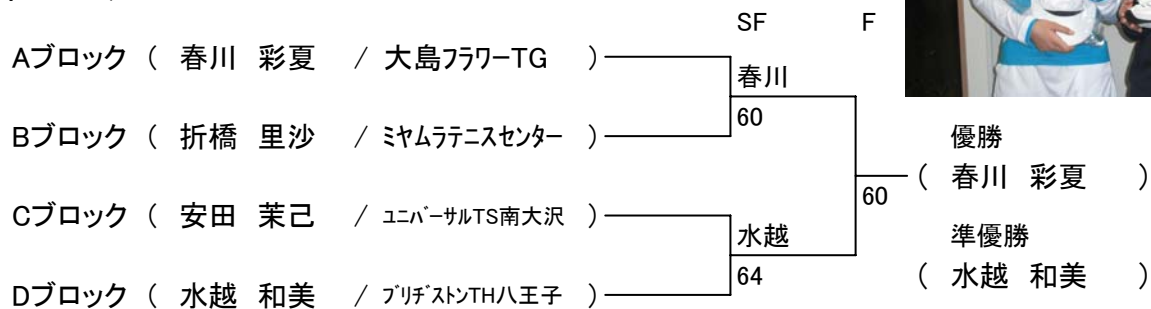 SF F
Aブロック ( 春川 彩夏 / 大島ﾌﾗﾜｰTG )
春川
60
Bブロック ( 折橋 里沙 / ﾐﾔﾑﾗﾃﾆｽｾﾝﾀｰ )
優勝
( 春川 彩夏 )
60
Cブロック ( 安田 茉己 / ﾕﾆﾊﾞｰｻﾙTS南大沢 )
水越
準優勝
64
( 水越 和美 )
Dブロック ( 水越 和美 / ﾌﾞﾘﾁﾞｽﾄﾝTH八王子 )